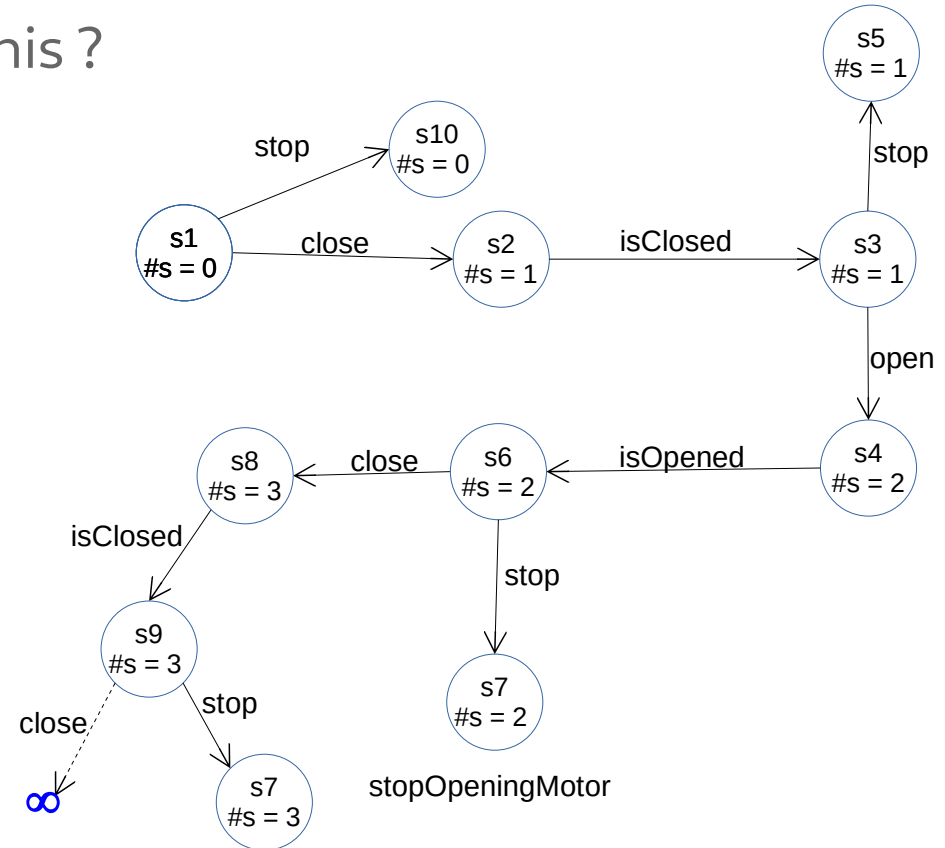 his ?
s5
#s = 1
stop
s10
#s = 0
stop
s1
#s = 0
close
s2
#s = 1
isClosed
s3
#s = 1
open
s8
#s = 3
close
s6
#s = 2
isOpened
s4
#s = 2
isClosed
stop
s9
#s = 3
close
stop
s7
#s = 2
∞
s7
#s = 3
stopOpeningMotor